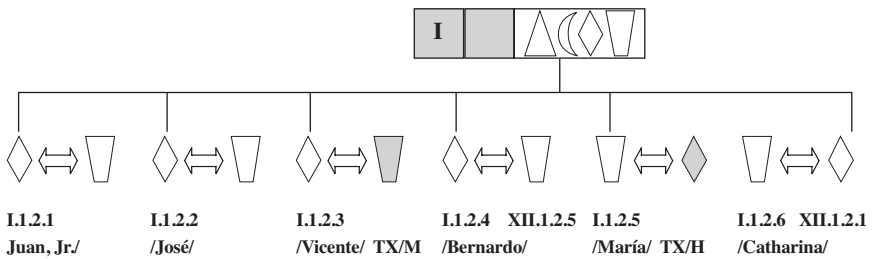 I
I.1.2.1 I.1.2.2 I.1.2.3 I.1.2.4 XII.1.2.5 I.1.2.5 I.1.2.6 XII.1.2.1
Juan, Jr./ /José/ /Vicente/ TX/M /Bernardo/ /María/ TX/H /Catharina/